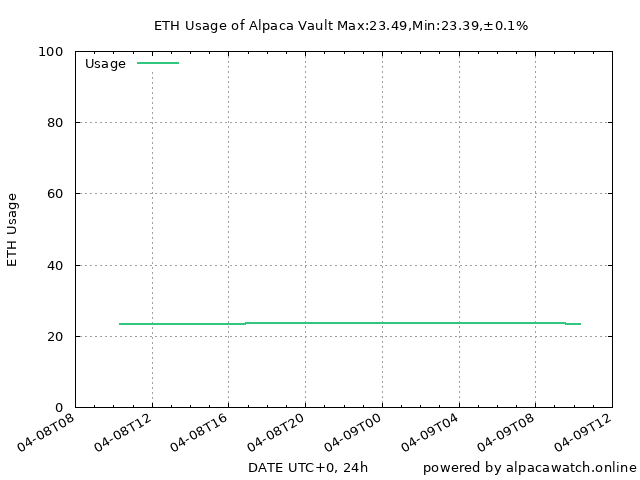 ETH Usage of Alpaca Vault Max:23.49,Min:23.39,±0.1%
Usage
100
80
60
40
20
0
ETH Usage
04-08T08
04-08T12
04-08T16
04-08T20
04-09T00
04-09T04
04-09T08
04-09T12
DATE UTC+0, 24h
powered by alpacawatch.online